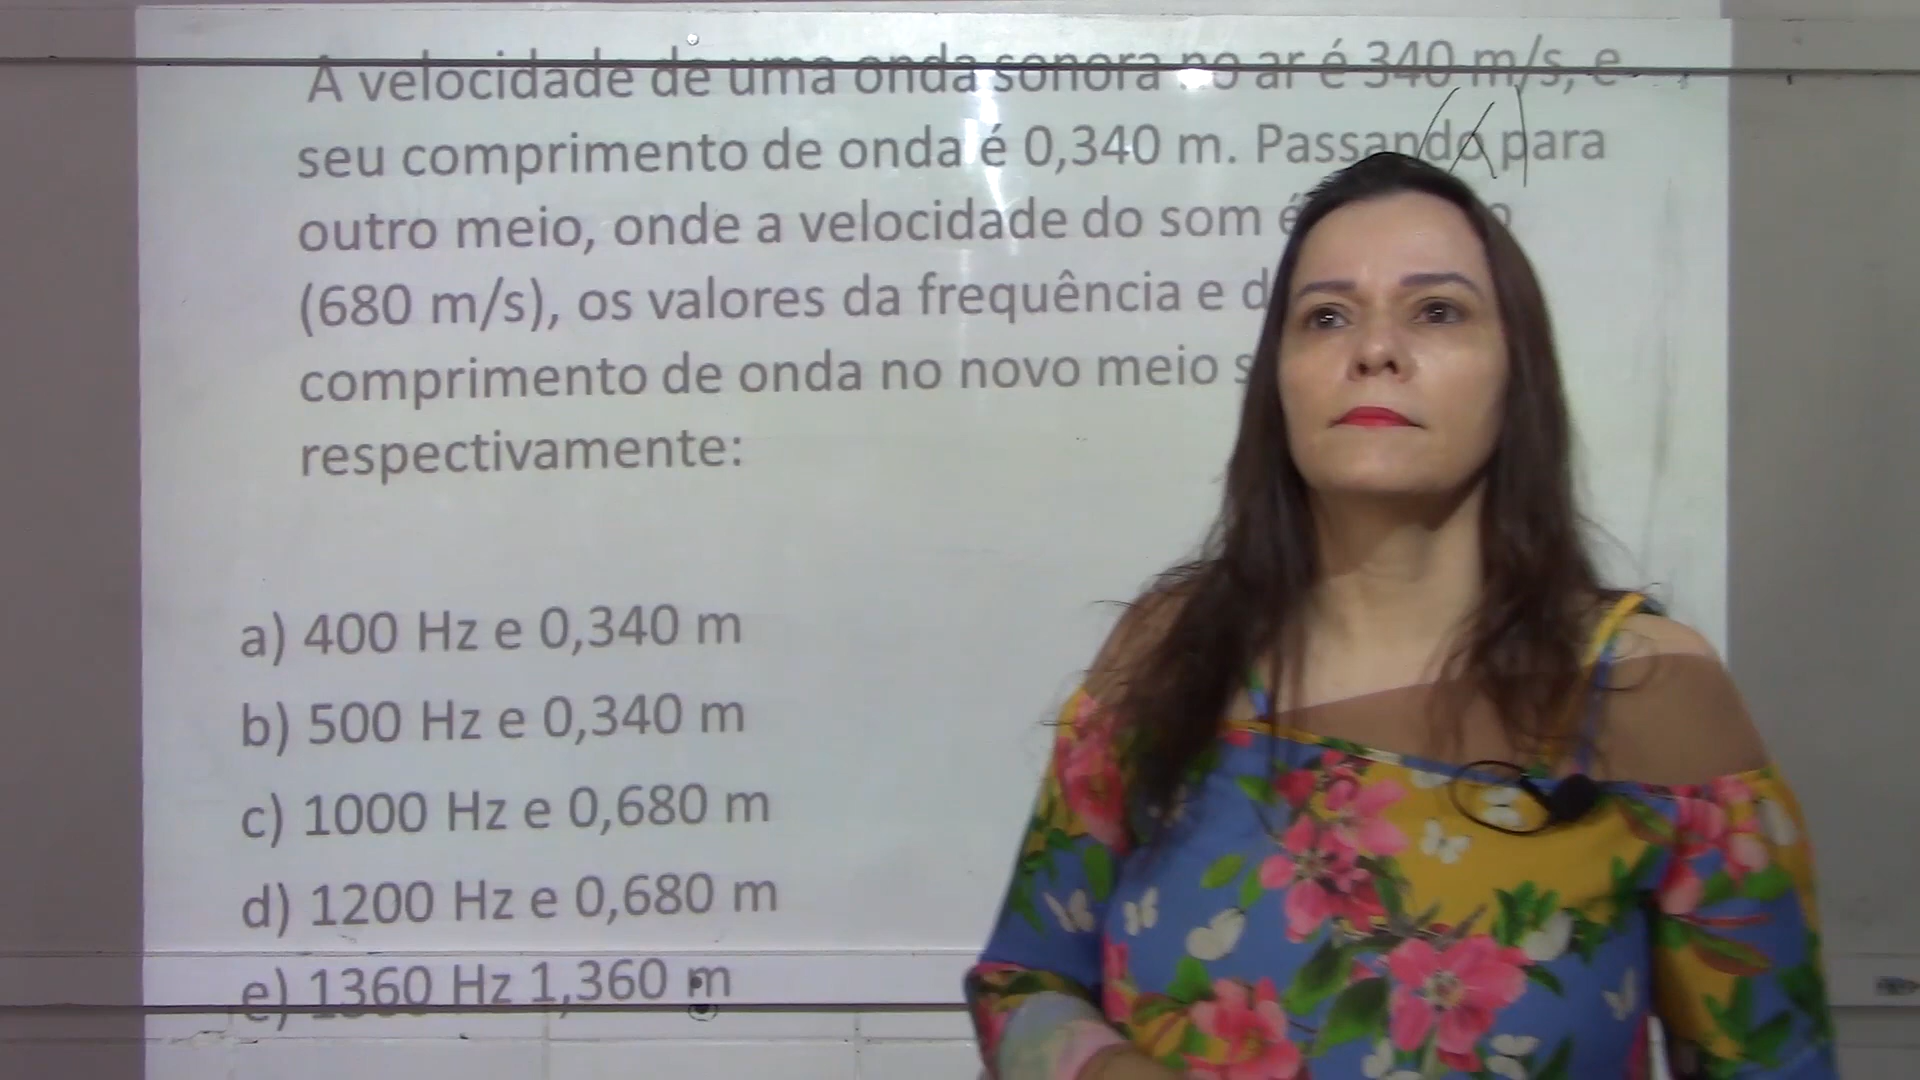 A velocidade de uma onda sonora no ar é 340 m/s, e
seu comprimento de onda é 0,340 m. Passando para
outro meio, onde a velocidade do som é
(680 m/s), os valores da frequência e
comprimento de onda no novo meio
respectivamente:
a) 400 Hz e 0,340 m
b) 500 Hz e 0,340 m
c) 1000 Hz e 0,680 m
d) 1200 Hz e 0,680 m
e) 1360 Hz 1,360 m